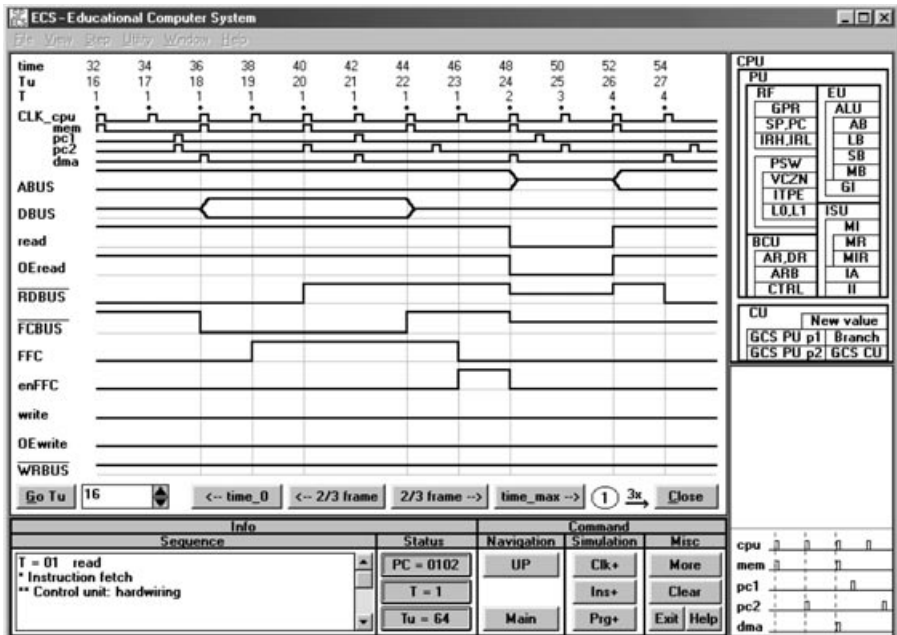 ECS - Educational Computer System
File View Step Utility Window Help
time 32 34 36 38 40 42 44 46 48 50 52 54
Tu 16 17 18 19 20 21 22 23 24 25 26 27
T 1 1 1 1 1 1 1 1 2 3 4 4
CLK_cpu
mem
pc1
pc2
dma
ABUS
DBUS
read
OEread
RDBUS
FCBUS
FFC
enFFC
write
OEwrite
WRBUS
Go Tu 16 <-- time_0 <-- 2/3 frame 2/3 frame --> time_max --> 1 3x Close
CPU
PU
RF EU
GPR ALU
SP,PC AB
IRH,IRL LB
SB
PSW MB
VCZN GI
ITPE
L0,L1 ISU
MI
BCU MR
AR,DR MIR
ARB IA
CTRL II
CU
New value
GCS PU p1 Branch
GCS PU p2 GCS CU
Info Command
Sequence Status Navigation Simulation Misc
T = 01 read
* Instruction fetch
** Control unit: hardwiring
PC = 0102 UP Clk+ More
T = 1 Ins+ Clear
Tu = 64 Main Prg+ Exit Help
cpu
mem
pc1
pc2
dma